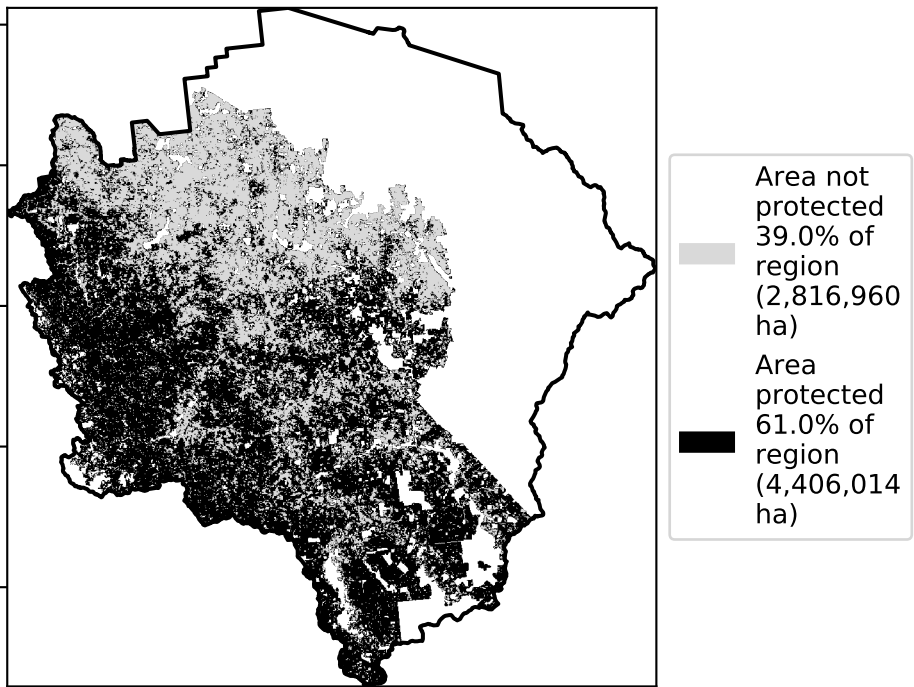 Area not
protected
39.0% of
region
(2,816,960
ha)
Area
protected
61.0% of
region
(4,406,014
ha)